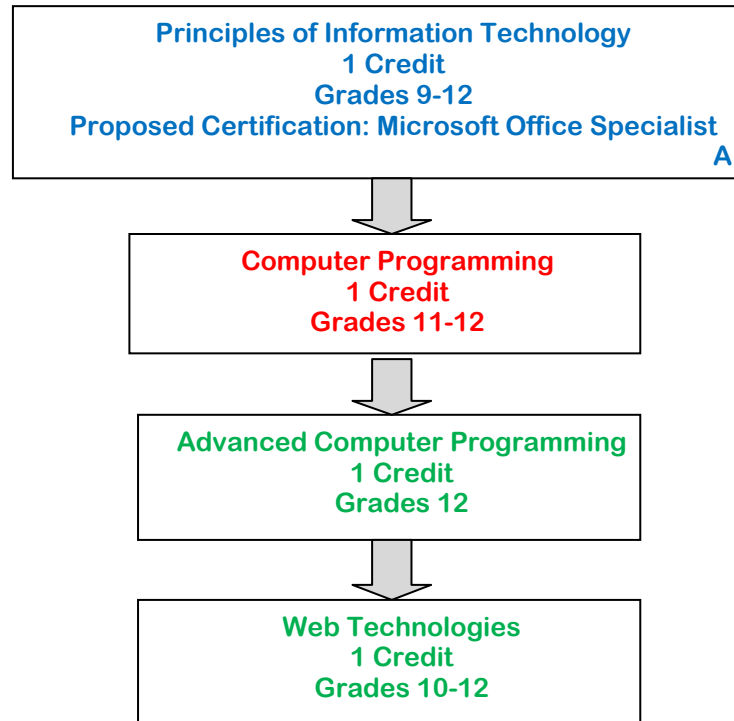 Principles of Information Technology
1 Credit
Grades 9-12
Proposed Certification: Microsoft Office Specialist
A
Computer Programming
1 Credit
Grades 11-12
Advanced Computer Programming
1 Credit
Grades 12
Web Technologies
1 Credit
Grades 10-12